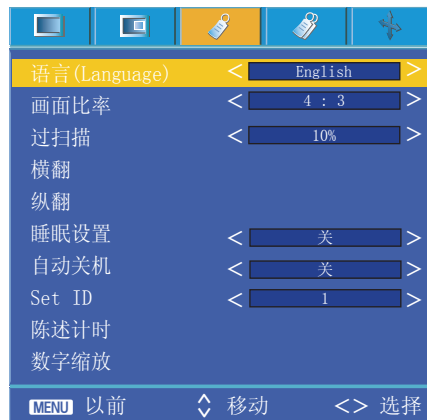 语言(Language) < English >
画面比率 < 4 : 3 >
过扫描 < 10% >
横翻
纵翻
睡眠设置 < 关 >
自动关机 < 关 >
Set ID < 1 >
陈述计时
数字缩放
MENU 以前 移动 <> 选择